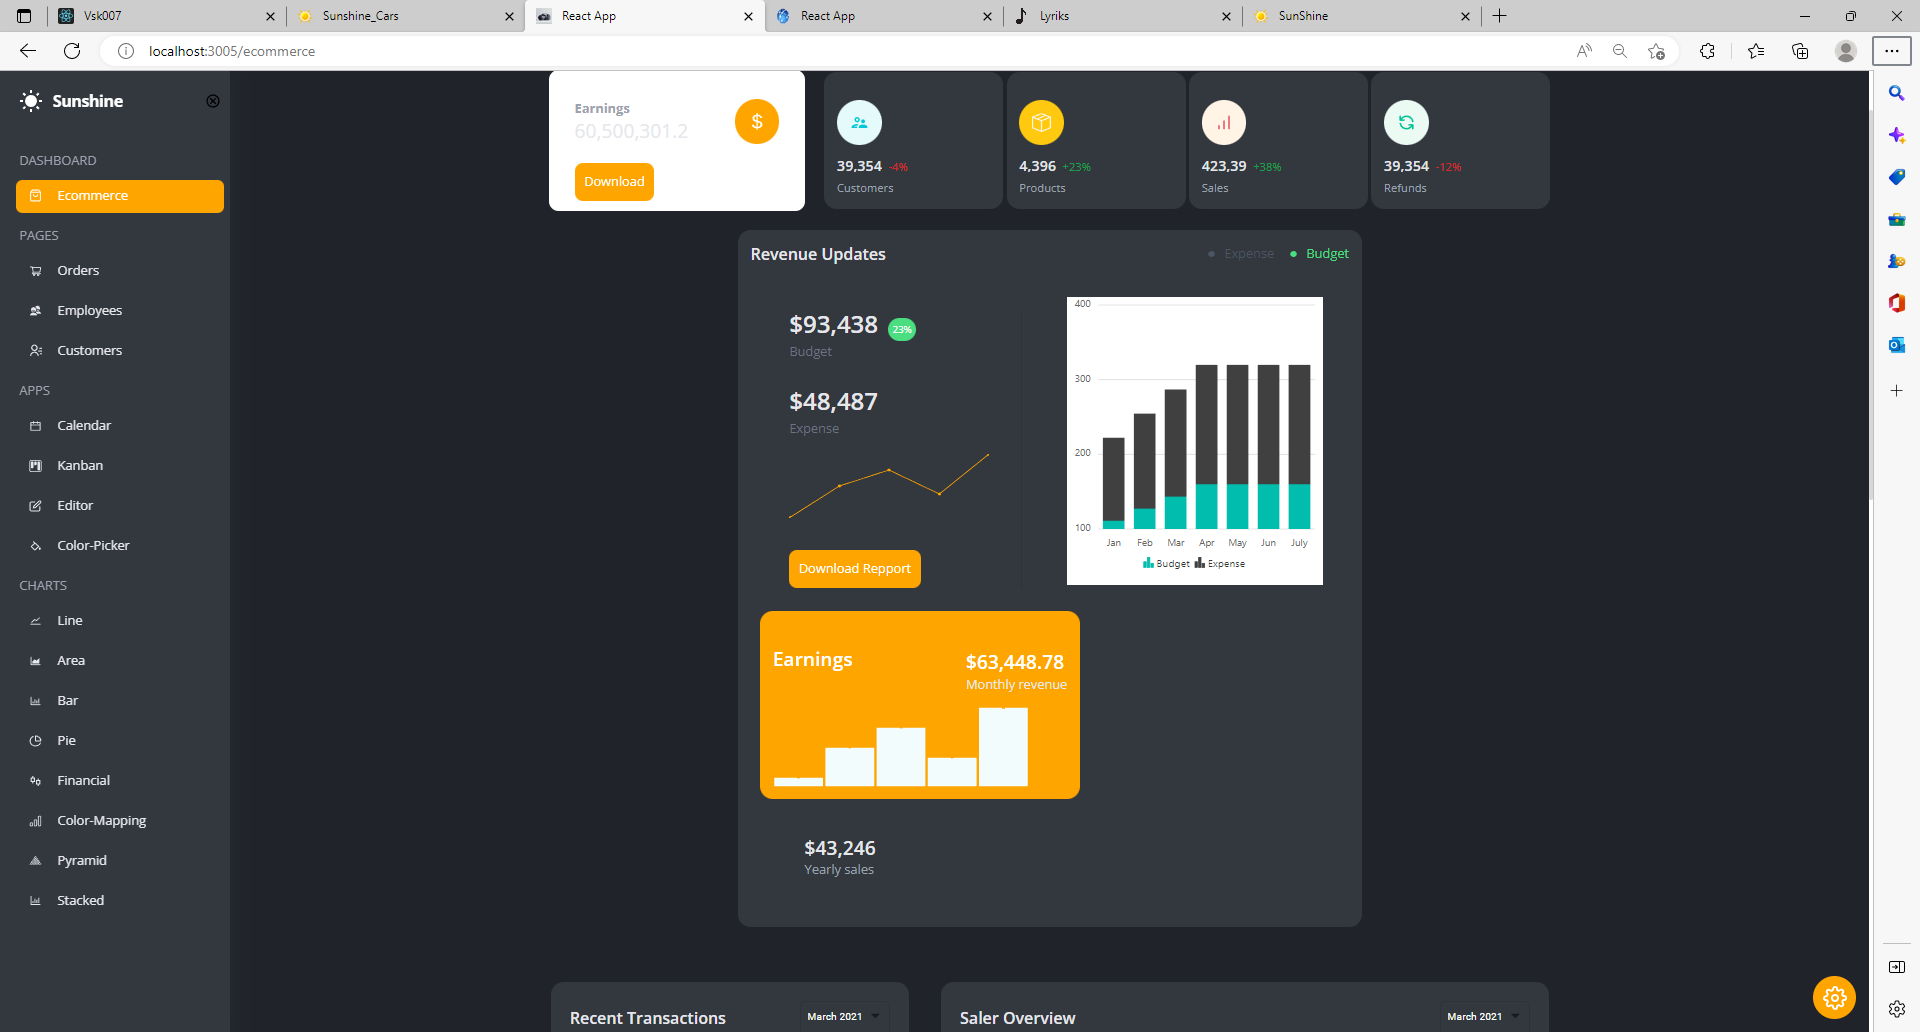 Vsk007
Sunshine_Cars
React App
React App
Lyriks
SunShine
localhost:3005/ecommerce
Sunshine
DASHBOARD
Ecommerce
PAGES
Orders
Employees
Customers
APPS
Calendar
Kanban
Editor
Color-Picker
CHARTS
Line
Area
Bar
Pie
Financial
Color-Mapping
Pyramid
Stacked
Earnings
60,500,301.2
$
Download
39,354 -4%
Customers
4,396 +23%
Products
423,39 +38%
Sales
39,354 -12%
Refunds
Revenue Updates
Expense
Budget
$93,438 23%
Budget
$48,487
Expense
Download Repport
400
300
200
100
Jan Feb Mar Apr May Jun July
Budget Expense
Earnings
$63,448.78
Monthly revenue
$43,246
Yearly sales
Recent Transactions
March 2021
Saler Overview
March 2021